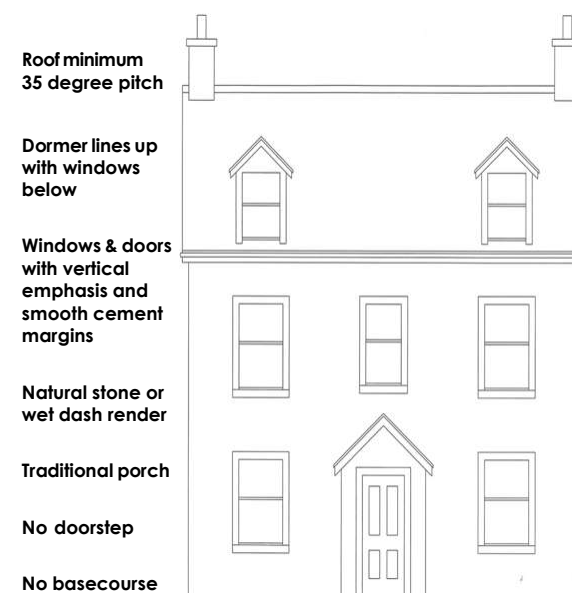 Roof minimum
35 degree pitch
Dormer lines up
with windows
below
Windows & doors
with vertical
emphasis and
smooth cement
margins
Natural stone or
wet dash render
Traditional porch
No doorstep
No basecourse